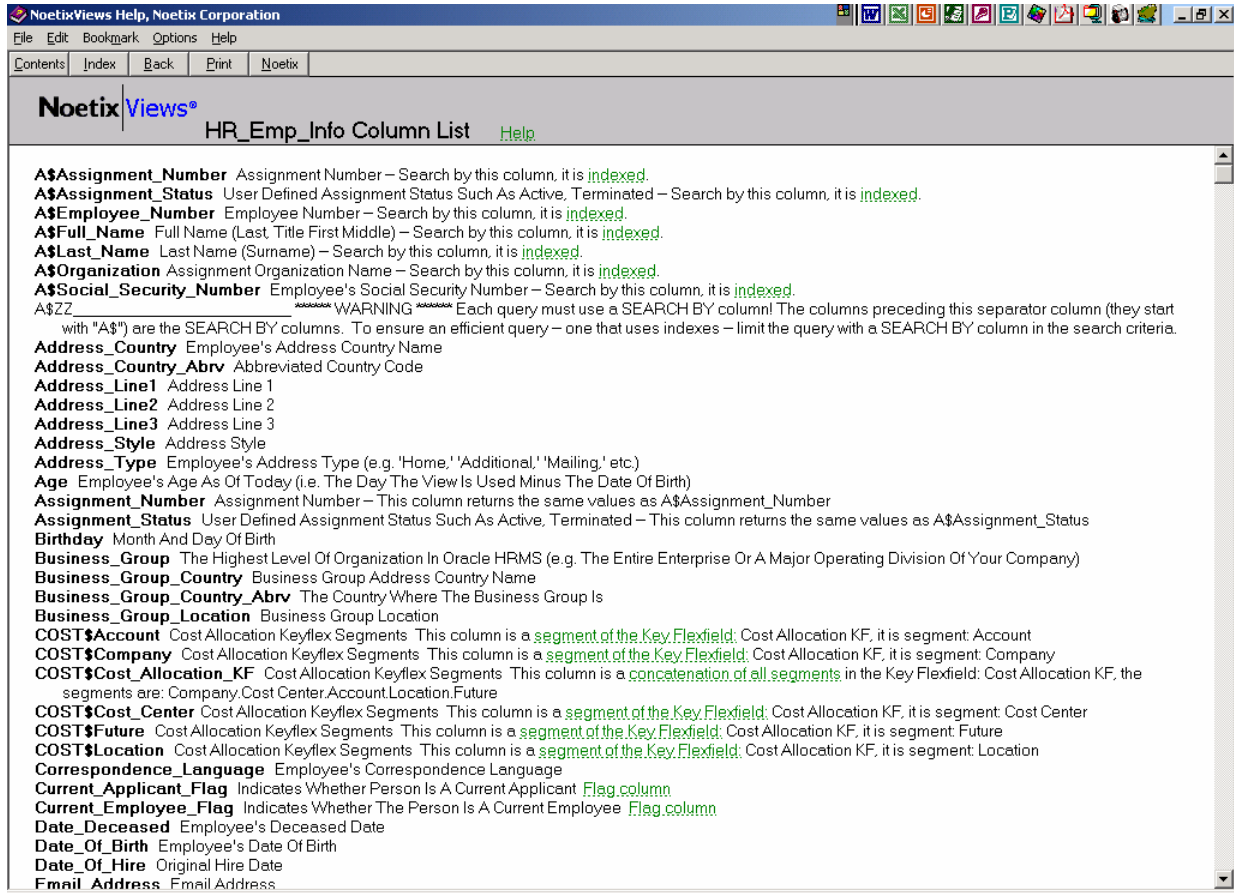 NoetixViews Help, Noetix Corporation
File Edit Bookmark Options Help
Contents Index Back Print Noetix
Noetix Views®
HR_Emp_Info Column List Help
A$Assignment_Number Assignment Number – Search by this column, it is indexed.
A$Assignment_Status User Defined Assignment Status Such As Active, Terminated – Search by this column, it is indexed.
A$Employee_Number Employee Number – Search by this column, it is indexed.
A$Full_Name Full Name (Last, Title First Middle) – Search by this column, it is indexed.
A$Last_Name Last Name (Surname) – Search by this column, it is indexed.
A$Organization Assignment Organization Name – Search by this column, it is indexed.
A$Social_Security_Number Employee's Social Security Number – Search by this column, it is indexed.
A$ZZ______________________ ****** WARNING ****** Each query must use a SEARCH BY column! The columns preceding this separator column (they start
with "A$") are the SEARCH BY columns. To ensure an efficient query – one that uses indexes – limit the query with a SEARCH BY column in the search criteria.
Address_Country Employee's Address Country Name
Address_Country_Abrv Abbreviated Country Code
Address_Line1 Address Line 1
Address_Line2 Address Line 2
Address_Line3 Address Line 3
Address_Style Address Style
Address_Type Employee's Address Type (e.g. 'Home,' 'Additional,' 'Mailing,' etc.)
Age Employee's Age As Of Today (i.e. The Day The View Is Used Minus The Date Of Birth)
Assignment_Number Assignment Number – This column returns the same values as A$Assignment_Number
Assignment_Status User Defined Assignment Status Such As Active, Terminated – This column returns the same values as A$Assignment_Status
Birthday Month And Day Of Birth
Business_Group The Highest Level Of Organization In Oracle HRMS (e.g. The Entire Enterprise Or A Major Operating Division Of Your Company)
Business_Group_Country Business Group Address Country Name
Business_Group_Country_Abrv The Country Where The Business Group Is
Business_Group_Location Business Group Location
COST$Account Cost Allocation Keyflex Segments This column is a segment of the Key Flexfield: Cost Allocation KF, it is segment: Account
COST$Company Cost Allocation Keyflex Segments This column is a segment of the Key Flexfield: Cost Allocation KF, it is segment: Company
COST$Cost_Allocation_KF Cost Allocation Keyflex Segments This column is a concatenation of all segments in the Key Flexfield: Cost Allocation KF, the
segments are: Company.Cost Center.Account.Location.Future
COST$Cost_Center Cost Allocation Keyflex Segments This column is a segment of the Key Flexfield: Cost Allocation KF, it is segment: Cost Center
COST$Future Cost Allocation Keyflex Segments This column is a segment of the Key Flexfield: Cost Allocation KF, it is segment: Future
COST$Location Cost Allocation Keyflex Segments This column is a segment of the Key Flexfield: Cost Allocation KF, it is segment: Location
Correspondence_Language Employee's Correspondence Language
Current_Applicant_Flag Indicates Whether Person Is A Current Applicant Flag column
Current_Employee_Flag Indicates Whether The Person Is A Current Employee Flag column
Date_Deceased Employee's Deceased Date
Date_Of_Birth Employee's Date Of Birth
Date_Of_Hire Original Hire Date
Email_Address Email Address